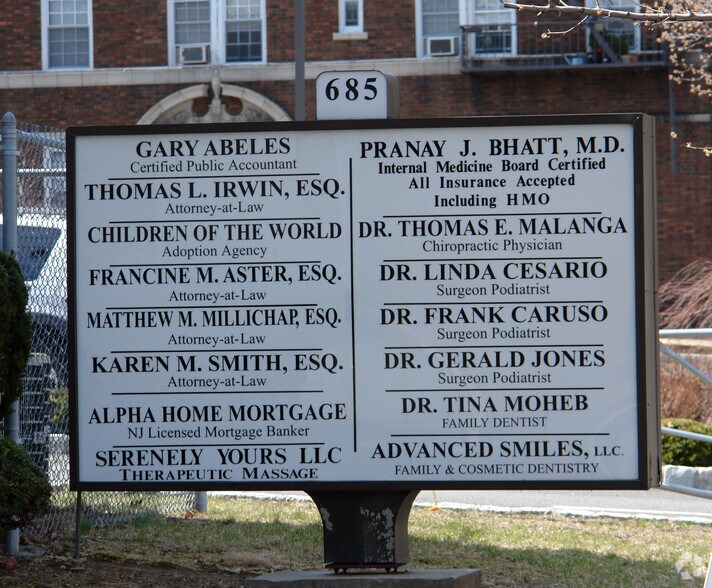 685
GARY ABELES
Certified Public Accountant
THOMAS L. IRWIN, ESQ.
Attorney-at-Law
CHILDREN OF THE WORLD
Adoption Agency
FRANCINE M. ASTER, ESQ.
Attorney-at-Law
MATTHEW M. MILLICHAP, ESQ.
Attorney-at-Law
KAREN M. SMITH, ESQ.
Attorney-at-Law
ALPHA HOME MORTGAGE
NJ Licensed Mortgage Banker
SERENELY YOURS LLC
THERAPEUTIC MASSAGE
PRANAY J. BHATT, M.D.
Internal Medicine Board Certified
All Insurance Accepted
Including HMO
DR. THOMAS E. MALANGA
Chiropractic Physician
DR. LINDA CESARIO
Surgeon Podiatrist
DR. FRANK CARUSO
Surgeon Podiatrist
DR. GERALD JONES
Surgeon Podiatrist
DR. TINA MOHEB
FAMILY DENTIST
ADVANCED SMILES, LLC.
FAMILY & COSMETIC DENTISTRY